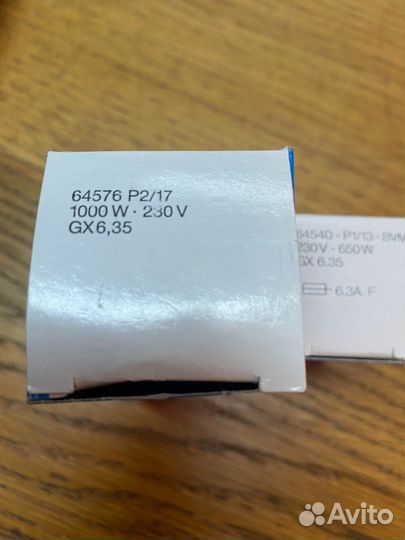 64576 P2/17
1000 W · 230 V
GX6,35
64540 - P1/13 - BVM
230V · 650W
GX 6.35
6.3A F
Avito